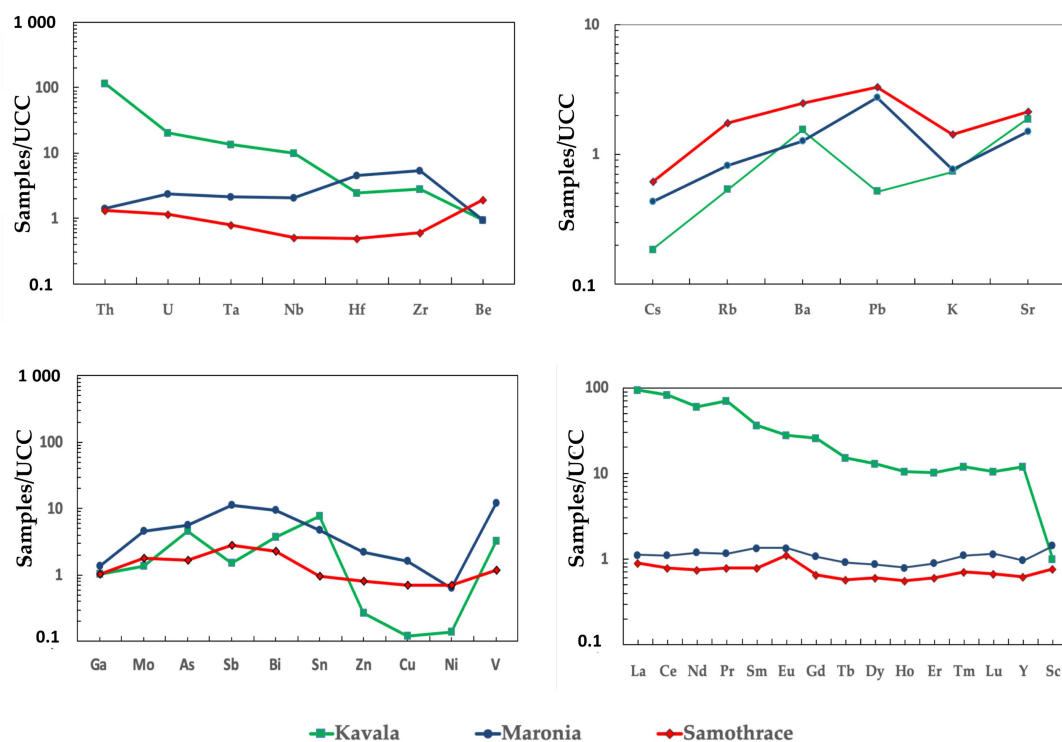 1 000
100
10
1
0.1
Samples/UCC
Th U Ta Nb Hf Zr Be
10
1
0.1
Samples/UCC
Cs Rb Ba Pb K Sr
1 000
100
10
1
0.1
Samples/UCC
Ga Mo As Sb Bi Sn Zn Cu Ni V
100
10
1
0.1
Samples/UCC
La Ce Nd Pr Sm Eu Gd Tb Dy Ho Er Tm Lu Y Sc
Kavala Maronia Samothrace